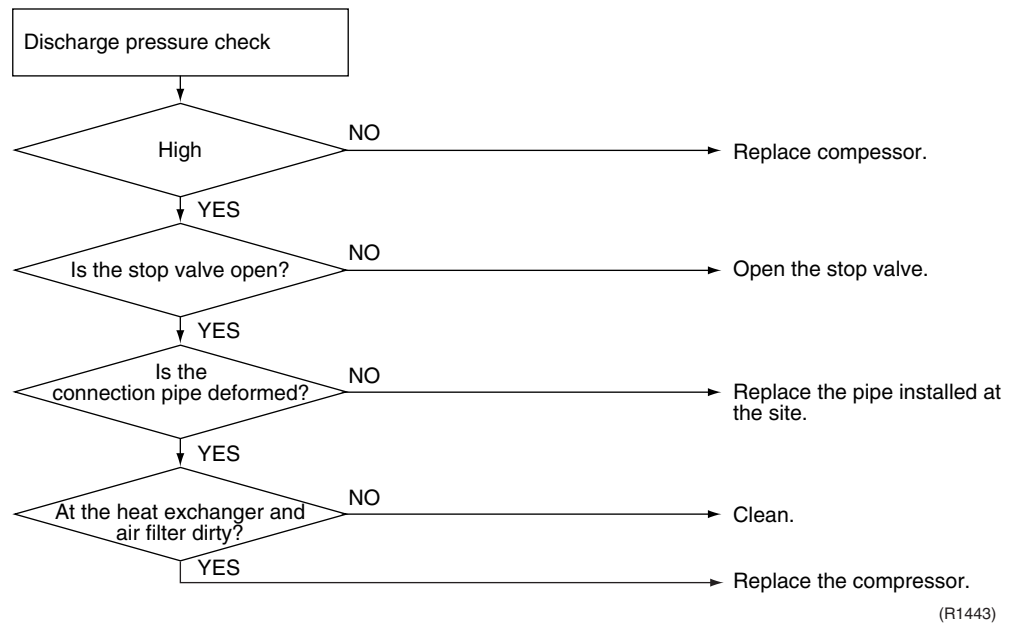 Discharge pressure check
High
NO
Replace compessor.
YES
Is the stop valve open?
NO
Open the stop valve.
YES
Is the
connection pipe deformed?
NO
Replace the pipe installed at
the site.
YES
At the heat exchanger and
air filter dirty?
NO
Clean.
YES
Replace the compressor.
(R1443)